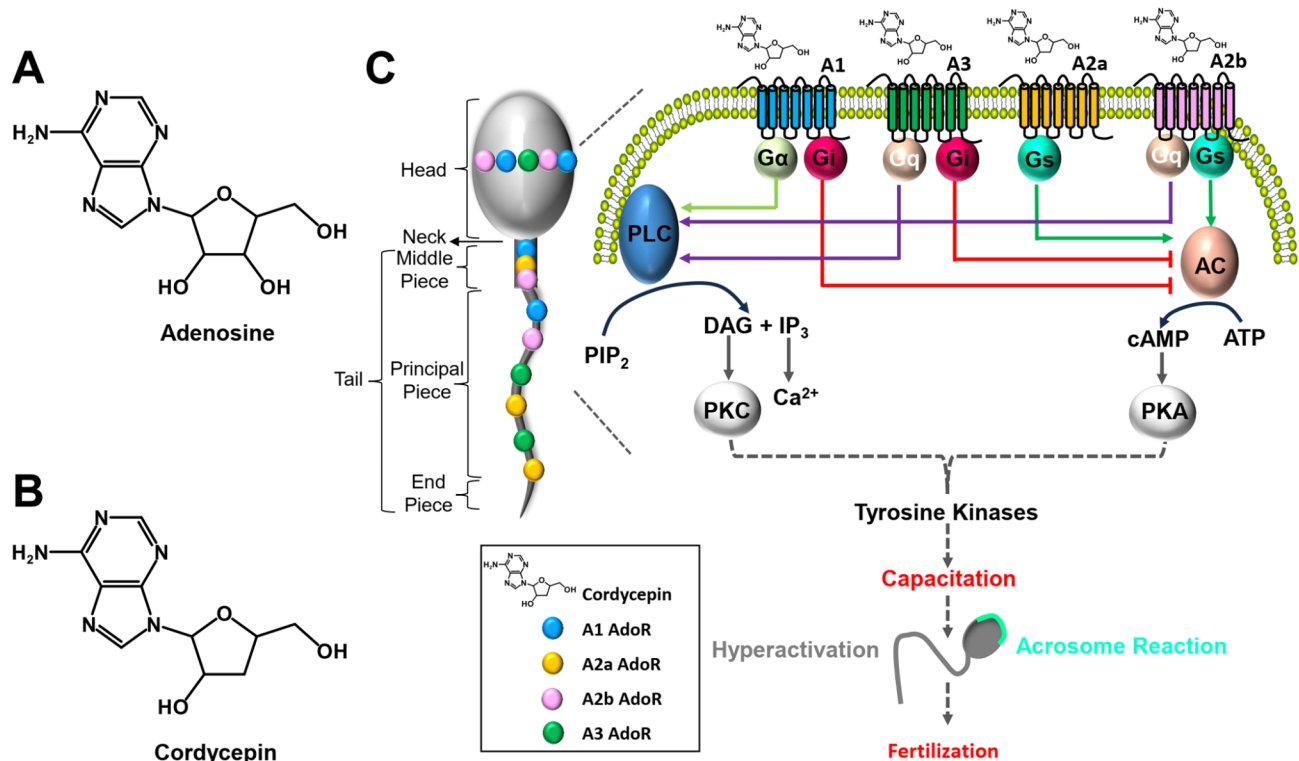 A
N
N
H₂N
N
N
O
OH
HO
OH
Adenosine
B
N
N
H₂N
N
N
O
OH
HO
Cordycepin
C
Head
Neck
Middle
Piece
Tail
Principal
Piece
End
Piece
A1
A3
A2a
A2b
Gα
Gi
Gq
Gi
Gs
Gq
Gs
PLC
AC
PIP₂
DAG + IP₃
cAMP
ATP
PKC
Ca²⁺
PKA
Tyrosine Kinases
Capacitation
Hyperactivation
Acrosome Reaction
Fertilization
Cordycepin
A1 AdoR
A2a AdoR
A2b AdoR
A3 AdoR